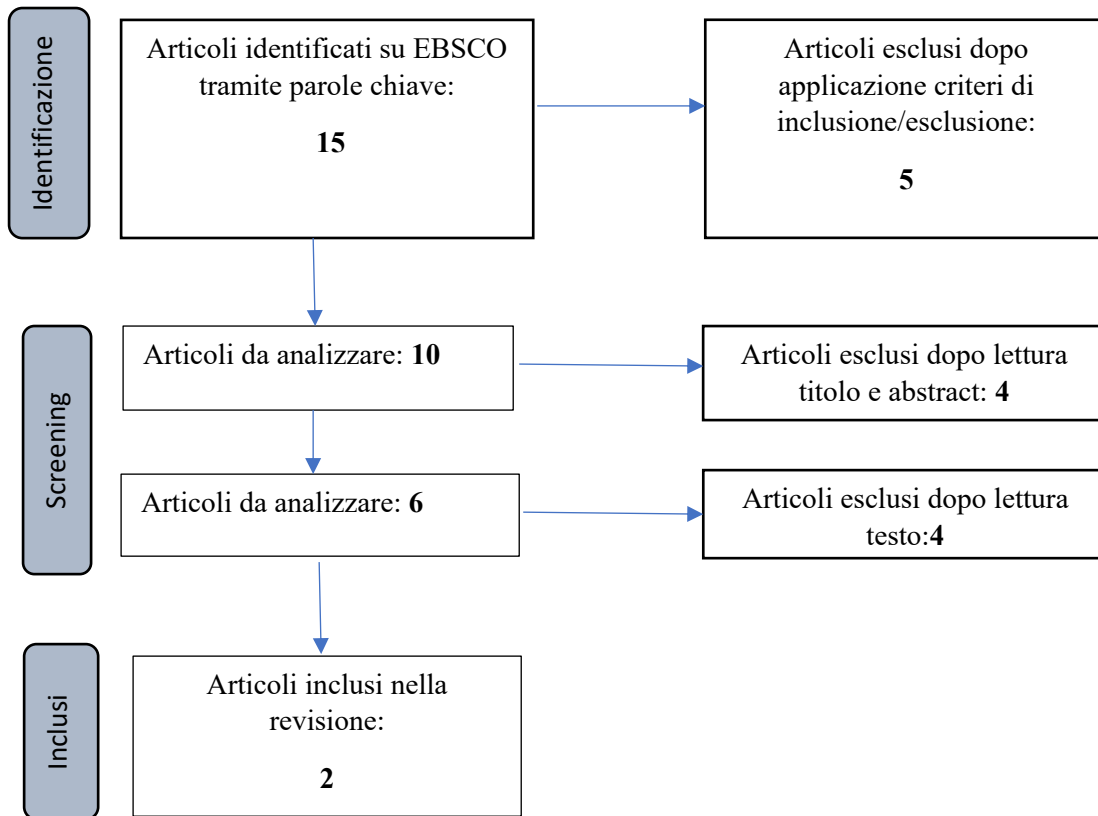 Identificazione
Articoli identificati su EBSCO
tramite parole chiave:
15
Articoli esclusi dopo
applicazione criteri di
inclusione/esclusione:
5
Screening
Articoli da analizzare: 10
Articoli esclusi dopo lettura
titolo e abstract: 4
Articoli da analizzare: 6
Articoli esclusi dopo lettura
testo:4
Inclusi
Articoli inclusi nella
revisione:
2